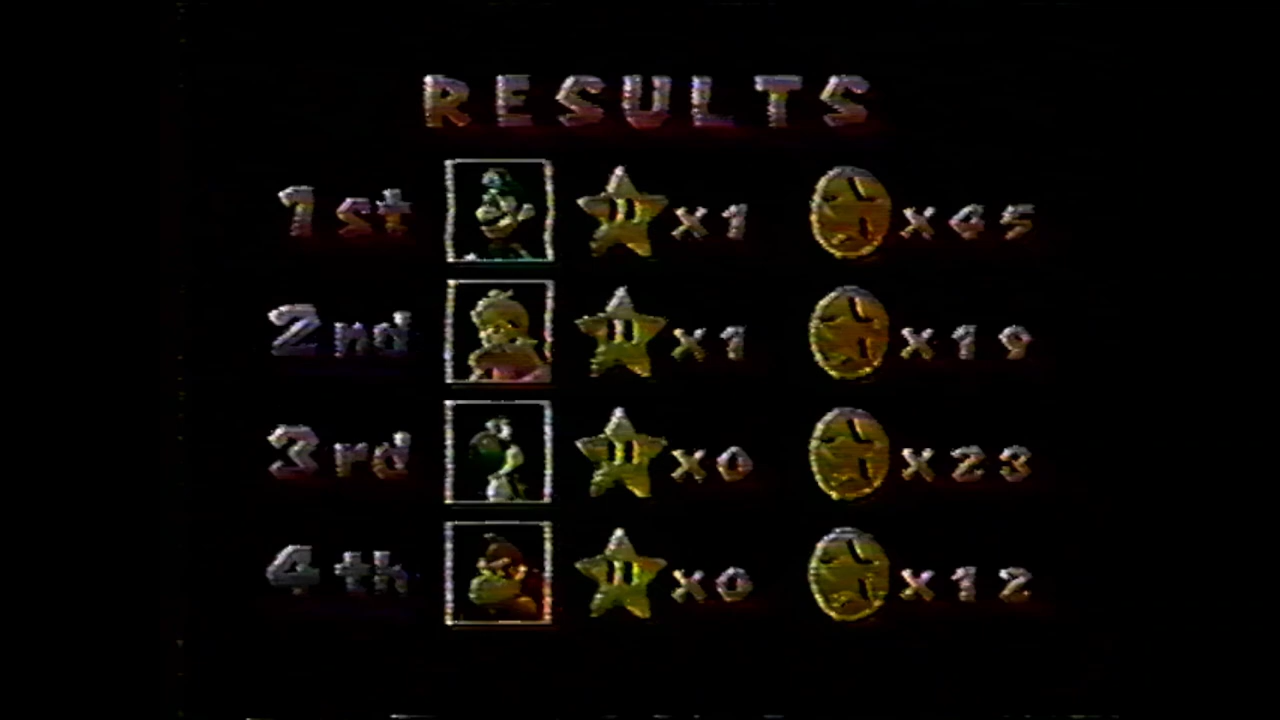 RESULTS
1st x1 x45
2nd x1 x19
3rd x0 x23
4th x0 x12